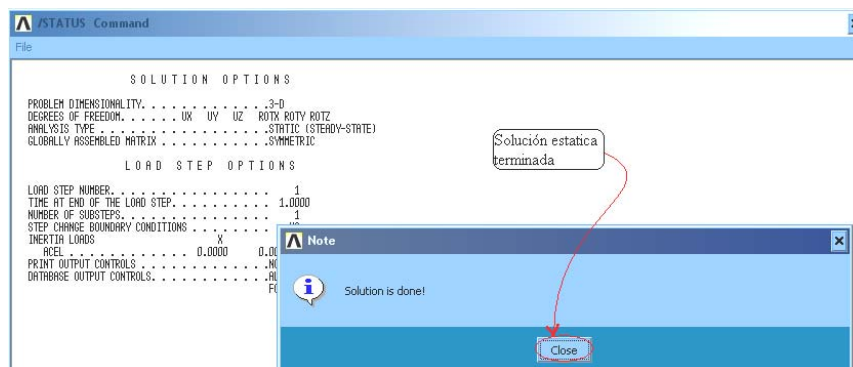 /STATUS Command
File
SOLUTION OPTIONS
PROBLEM DIMENSIONALITY. . . . . . . . . . . . .3-D
DEGREES OF FREEDOM. . . . . . UX UY UZ ROTX ROTY ROTZ
ANALYSIS TYPE . . . . . . . . . . . . . . . . .STATIC (STEADY-STATE)
GLOBALLY ASSEMBLED MATRIX . . . . . . . . . . .SYMMETRIC
Solución estatica
terminada
LOAD STEP OPTIONS
LOAD STEP NUMBER. . . . . . . . . . . . . . . . 1
TIME AT END OF THE LOAD STEP. . . . . . . . . . 1.0000
NUMBER OF SUBSTEPS. . . . . . . . . . . . . . . 1
STEP CHANGE BOUNDARY CONDITIONS . . . . . . . .
INERTIA LOADS X
ACEL . . . . . . . . . . . . 0.0000
PRINT OUTPUT CONTROLS . . . . . . . . . . . . .
DATABASE OUTPUT CONTROLS. . . . . . . . . . . .
Note
Solution is done!
Close